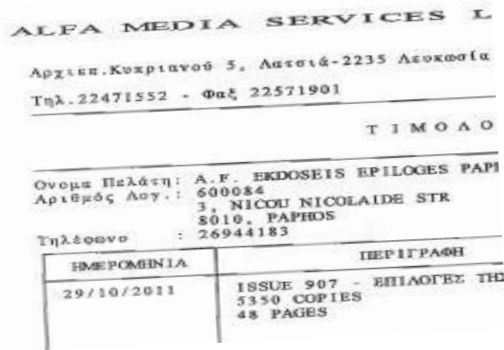 ALFA MEDIA SERVICES L
Αρχιεπ.Κυπριανού 5, Λατσιά-2235 Λευκωσία
Τηλ.22471552 - Φαξ 22571901
ΤΙΜΟΛΟ
Ονομα Πελάτη: A.F. EKDOSEIS EPILOGES PAPH
Αριθμός Λογ.: 600084
3, NICOU NICOLAIDE STR
8010, PAPHOS
Τηλέφωνο : 26944183
ΗΜΕΡΟΜΗΝΙΑ ΠΕΡΙΓΡΑΦΗ
29/10/2011 ISSUE 907 - ΕΠΙΛΟΓΕΣ ΤΗΣ
5350 COPIES
48 PAGES